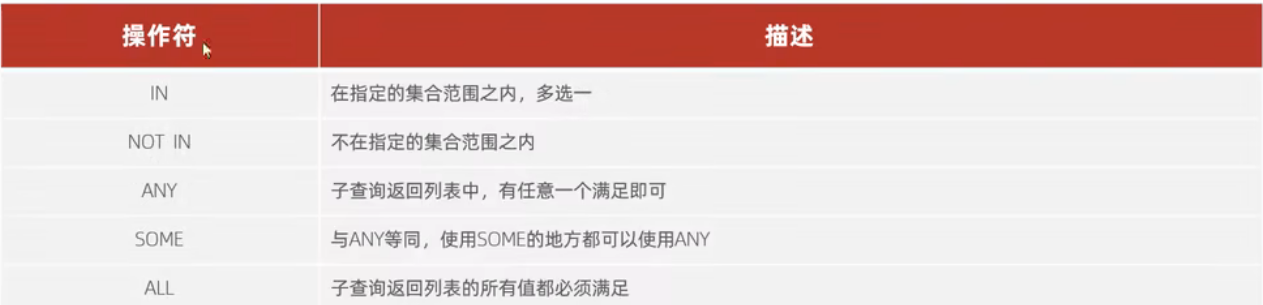 操作符 描述
IN 在指定的集合范围之内，多选一
NOT IN 不在指定的集合范围之内
ANY 子查询返回列表中，有任意一个满足即可
SOME 与ANY等同，使用SOME的地方都可以使用ANY
ALL 子查询返回列表的所有值都必须满足